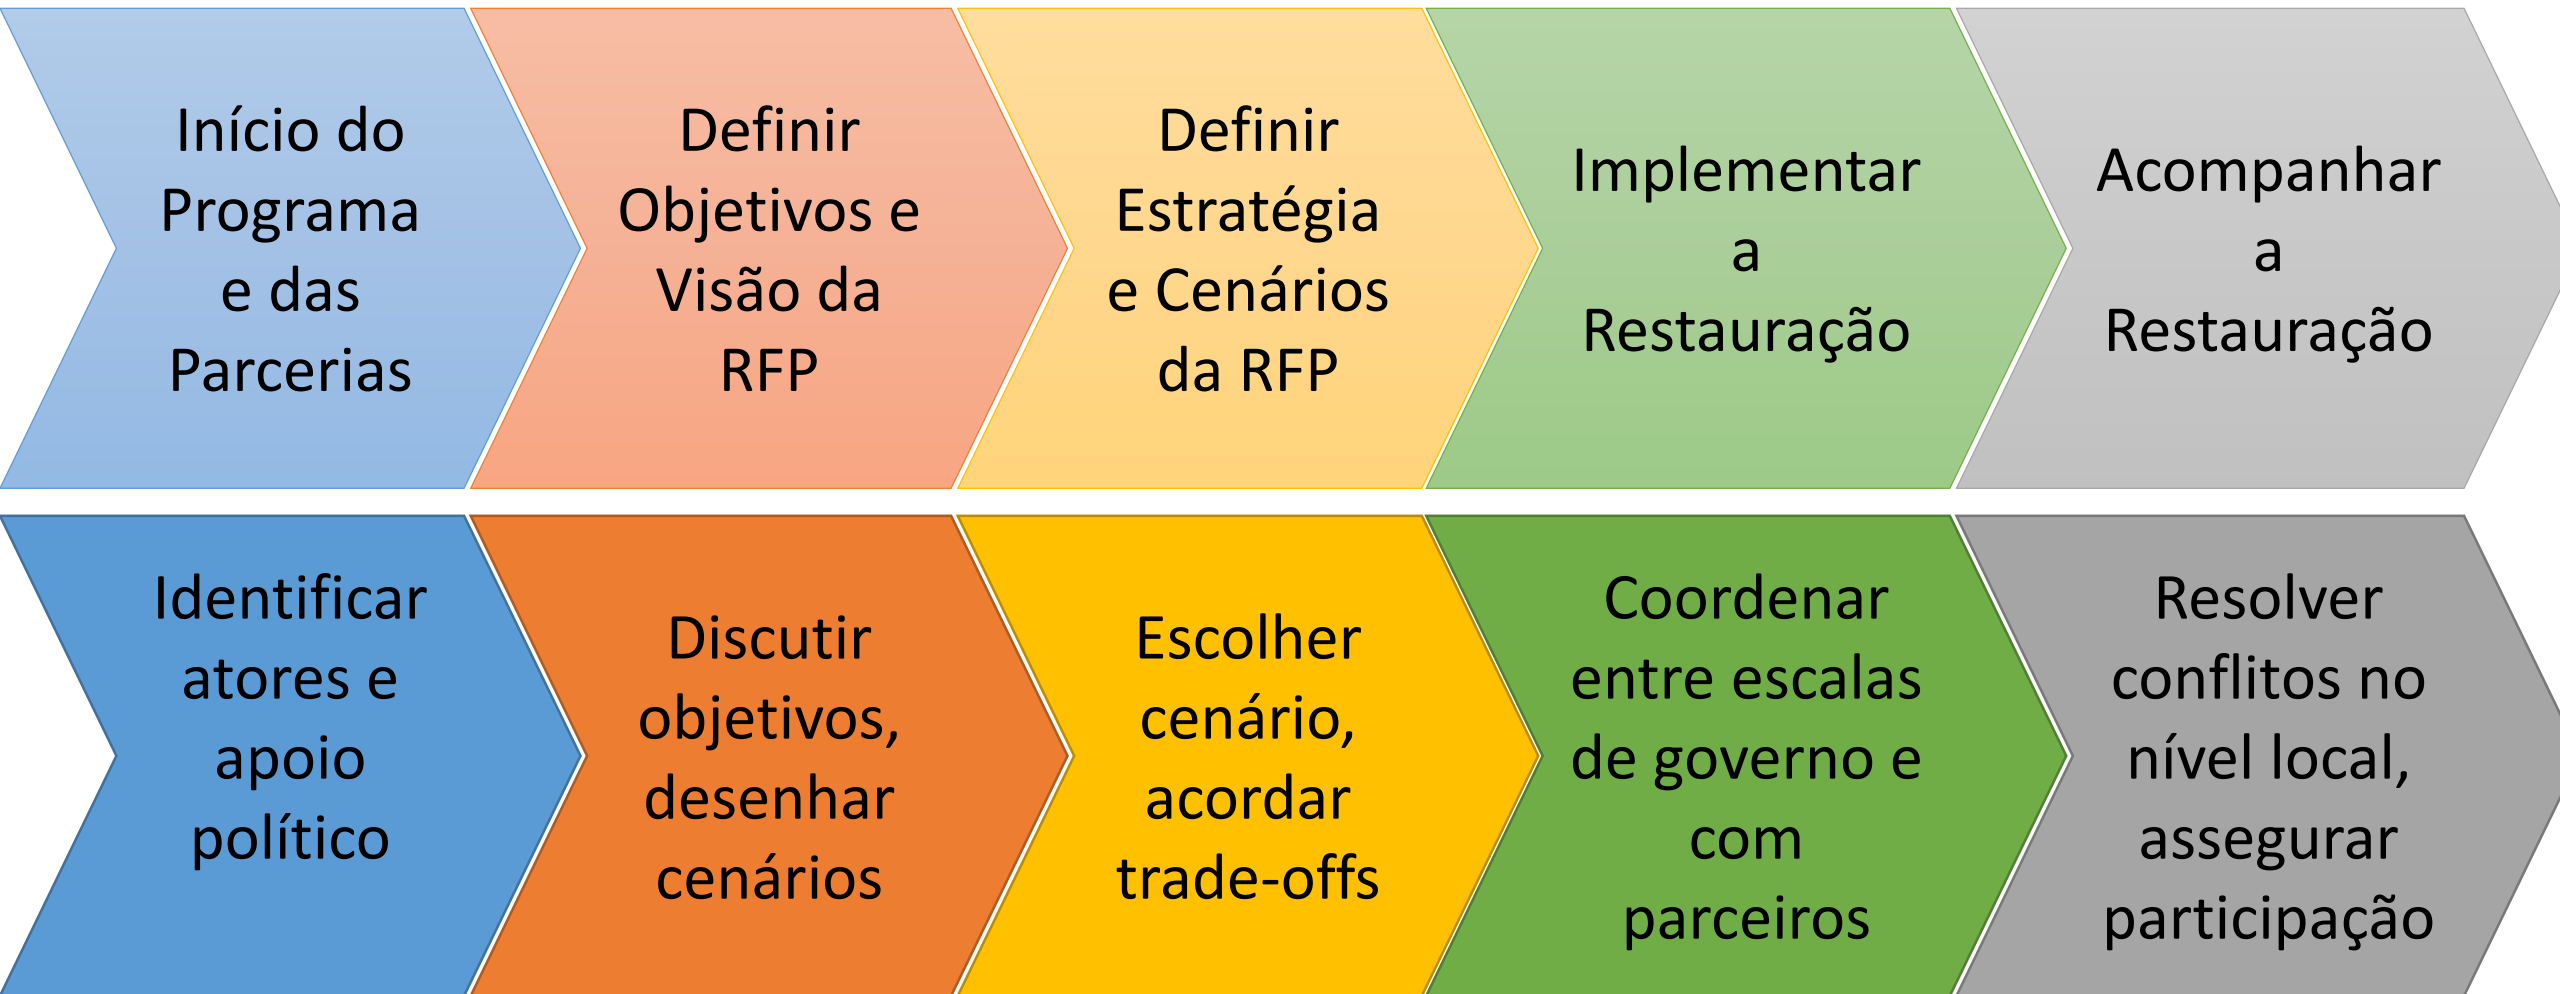 Início do
Programa
e das
Parcerias
Definir
Objetivos e
Visão da
RFP
Definir
Estratégia
e Cenários
da RFP
Implementar
a
Restauração
Acompanhar
a
Restauração
Identificar
atores e
apoio
político
Discutir
objetivos,
desenhar
cenários
Escolher
cenário,
acordar
trade-offs
Coordenar
entre escalas
de governo e
com
parceiros
Resolver
conflitos no
nível local,
assegurar
participação